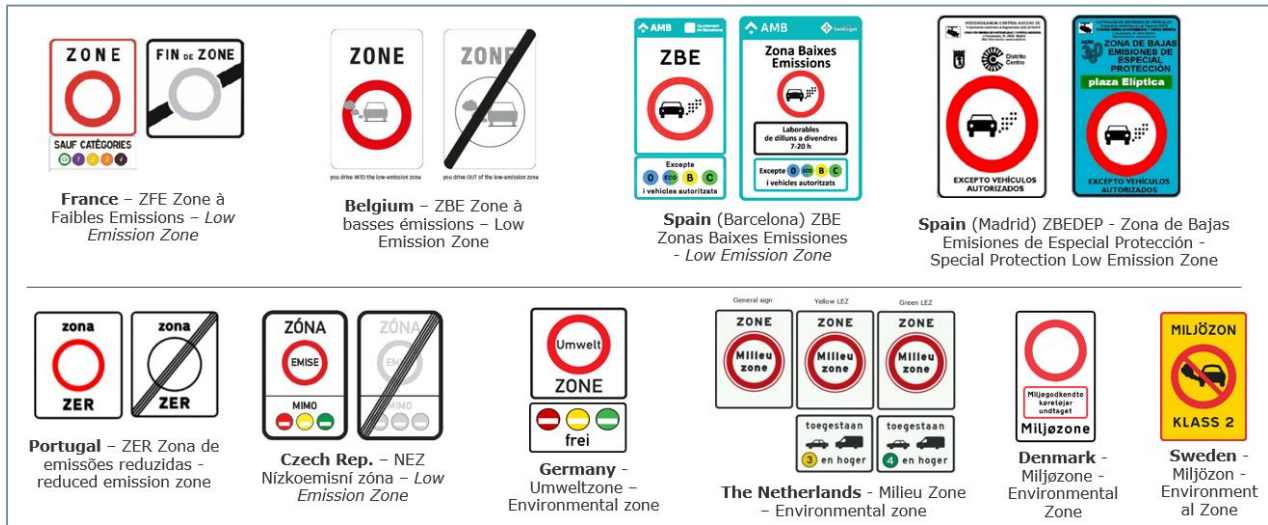 ZONE
SAUF CATÉGORIES
FIN DE ZONE
France – ZFE Zone à
Faibles Emissions – Low
Emission Zone
ZONE
you drive INTO the low-emission zone
ZONE
you drive OUT of the low-emission zone
Belgium – ZBE Zone à
basses émissions – Low
Emission Zone
AMB
ZBE
Excepte
0 ECO B C
i vehicles autoritzats
AMB
Zona Baixes
Emissions
Laborables
de dilluns a divendres
7-20 h
Excepte 0 ECO B C
i vehicles autoritzats
Spain (Barcelona) ZBE
Zonas Baixes Emissiones
- Low Emission Zone
Distrito
Centro
EXCEPTO VEHÍCULOS
AUTORIZADOS
ZONA DE BAJAS
EMISIONES DE
ESPECIAL
PROTECCIÓN
plaza Elíptica
EXCEPTO VEHÍCULOS
AUTORIZADOS
Spain (Madrid) ZBEDEP - Zona de Bajas
Emisiones de Especial Protección -
Special Protection Low Emission Zone
zona
ZER
zona
ZER
Portugal – ZER Zona de
emissões reduzidas -
reduced emission zone
ZÓNA
EMISE
MIMO
ZÓNA
MIMO
Czech Rep. – NEZ
Nízkoemisní zóna – Low
Emission Zone
Umwelt
ZONE
frei
Germany -
Umweltzone –
Environmental zone
General sign
ZONE
Milieu
zone
Yellow LEZ
ZONE
Milieu
zone
toegestaan
3 en hoger
Green LEZ
ZONE
Milieu
zone
toegestaan
4 en hoger
The Netherlands - Milieu Zone
– Environmental zone
Miljøgodkendte
køretøjer
undtaget
Miljøzone
Denmark -
Miljøzone -
Environmental
Zone
MILJÖZON
KLASS 2
Sweden -
Miljözon -
Environment
al Zone